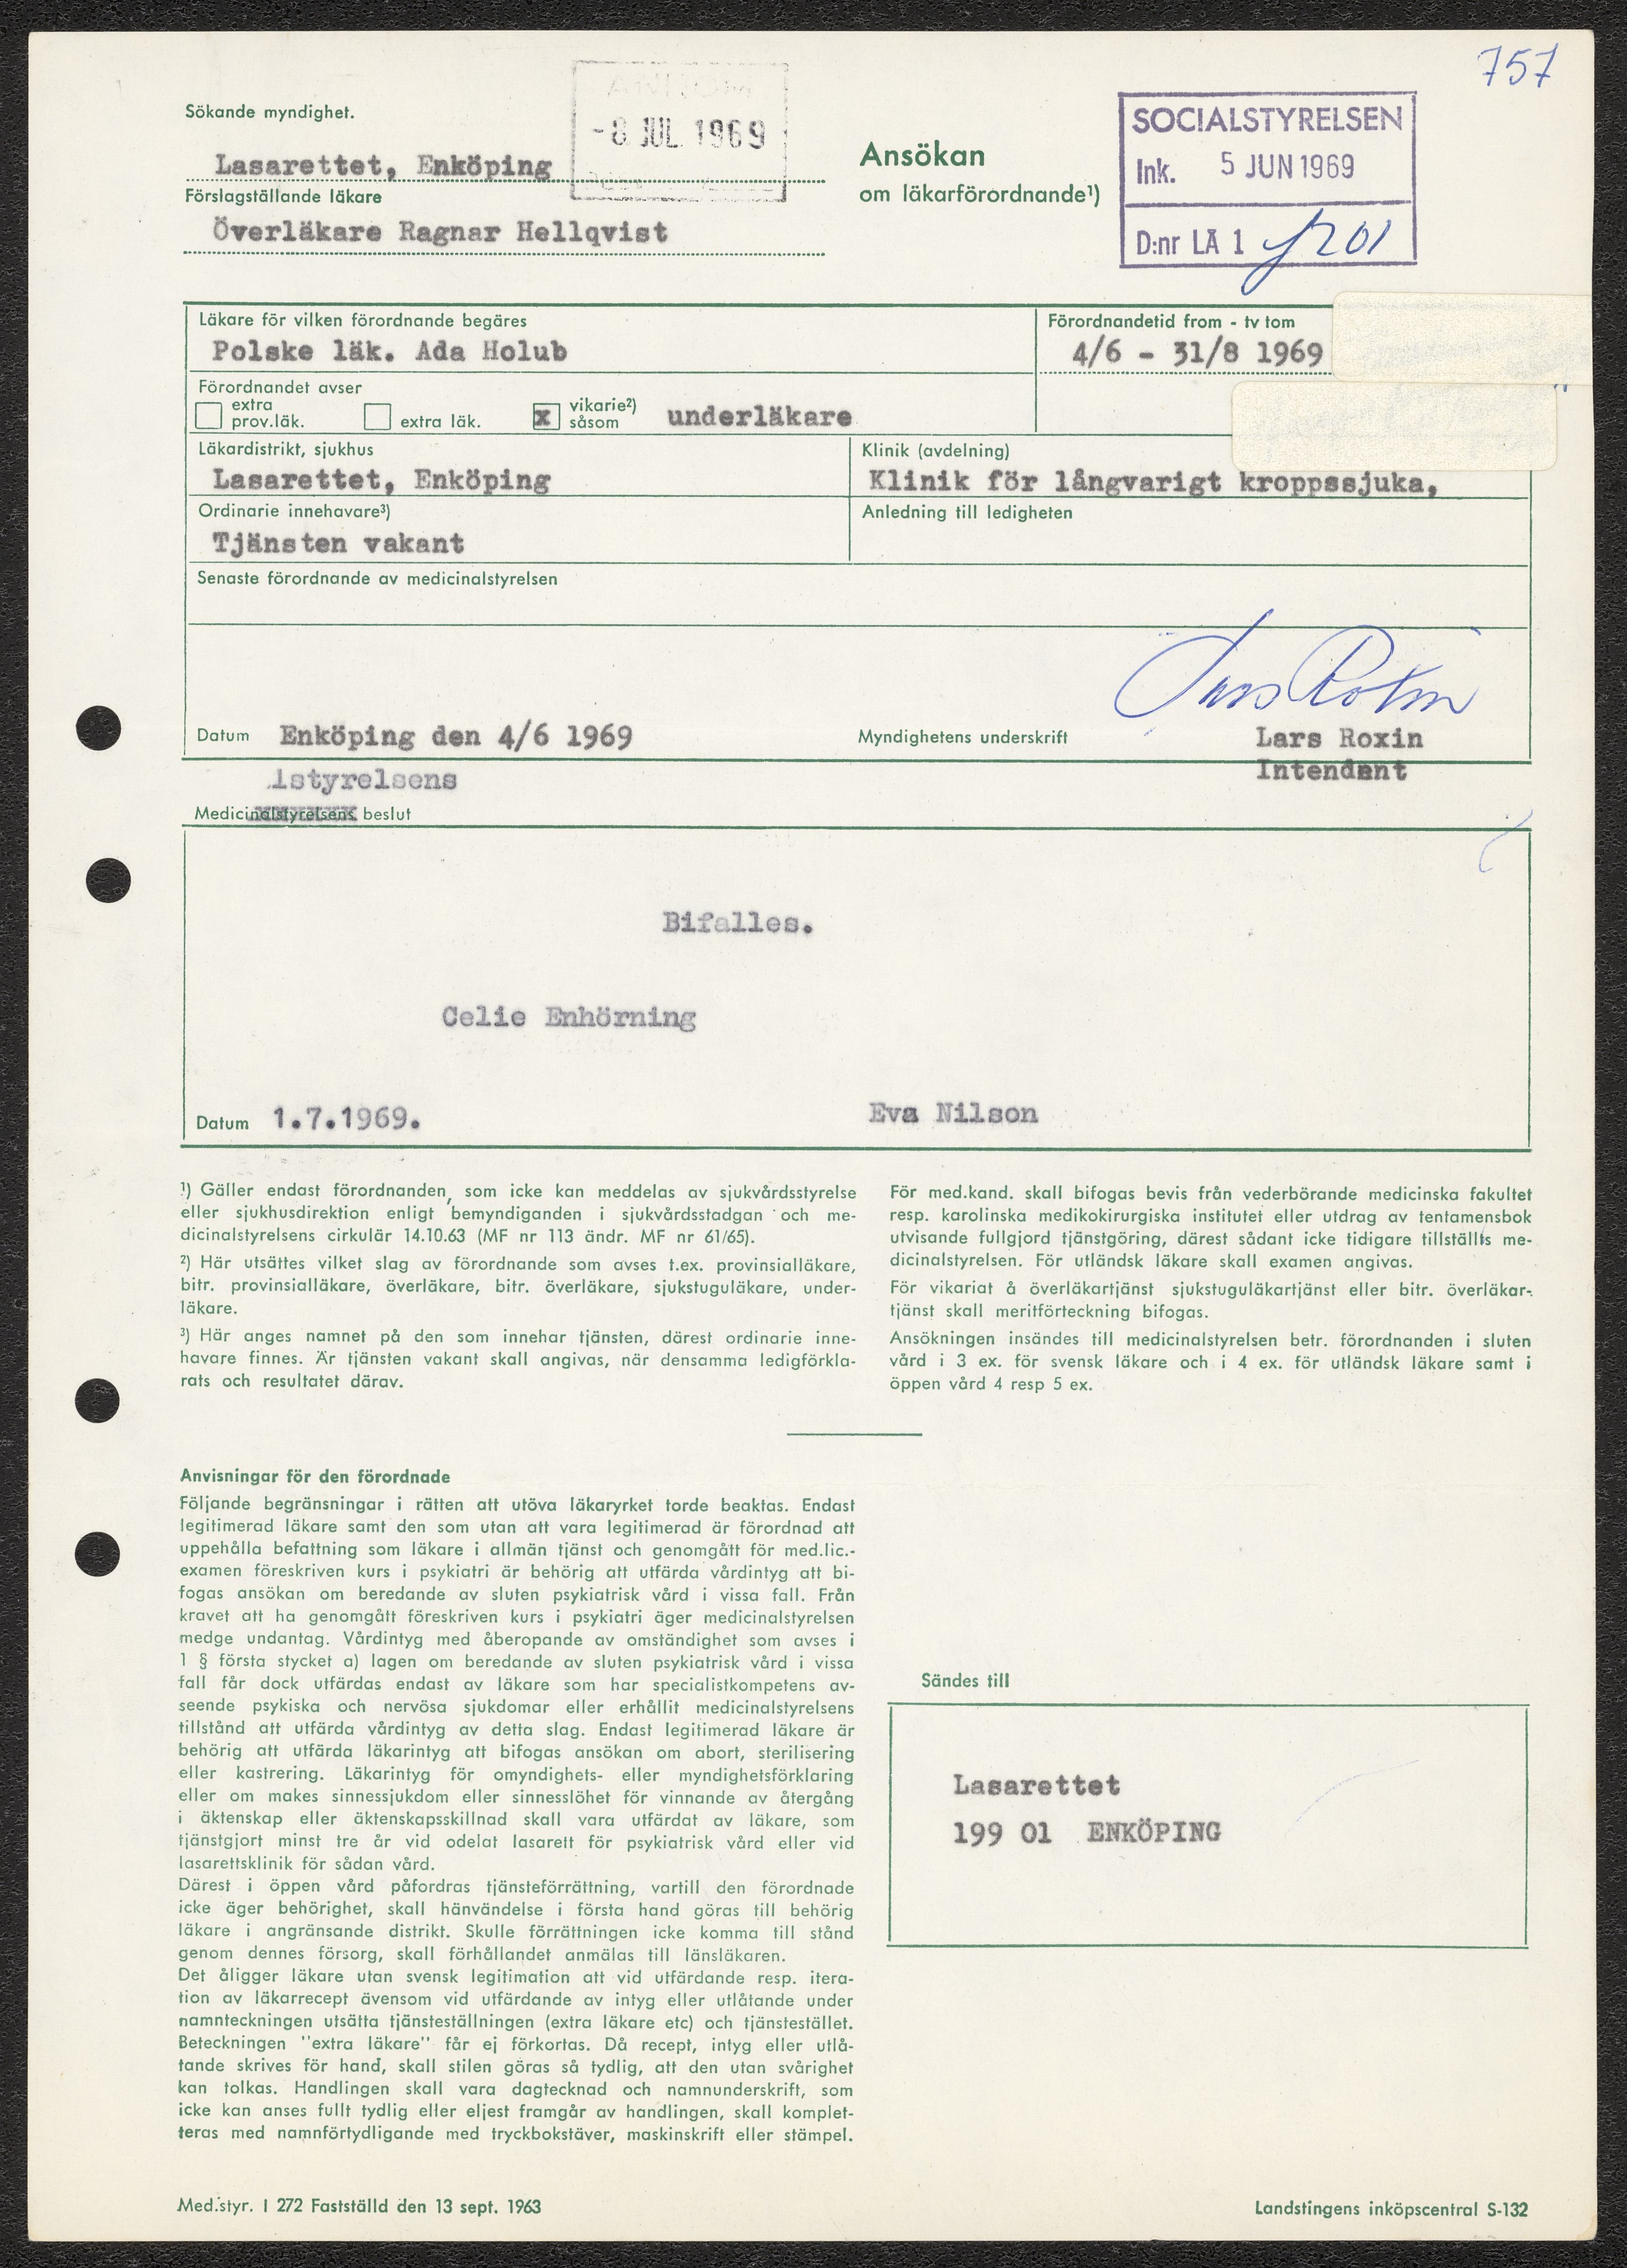 757
Sökande myndighet.
-8 JUL. 1969
Lasarettet, Enköping
Förslagställande läkare
Överläkare Ragnar Hellqvist
Ansökan
om läkarförordnande¹)
SOCIALSTYRELSEN
Ink. 5 JUN 1969
D:nr LÄ 1
Läkare för vilken förordnande begäres
Polske läk. Ada Holub
Förordnandetid from - tv tom
4/6 - 31/8 1969
Förordnandet avser
extra prov.läk.
extra läk.
x vikarie²) såsom underläkare
Läkardistrikt, sjukhus
Lasarettet, Enköping
Klinik (avdelning)
Klinik för långvarigt kroppssjuka,
Ordinarie innehavare³)
Tjänsten vakant
Anledning till ledigheten
Senaste förordnande av medicinalstyrelsen
Lars Roxin
Datum Enköping den 4/6 1969
Myndighetens underskrift
Lars Roxin
Intendent
lstyrelsens
Medicinalstyrelsens beslut
Bifalles.
Celie Enhörning
Datum 1.7.1969.
Eva Nilson
¹) Gäller endast förordnanden, som icke kan meddelas av sjukvårdsstyrelse
eller sjukhusdirektion enligt bemyndiganden i sjukvårdsstadgan och me-
dicinalstyrelsens cirkulär 14.10.63 (MF nr 113 ändr. MF nr 61/65).
²) Här utsättes vilket slag av förordnande som avses t.ex. provinsialläkare,
bitr. provinsialläkare, överläkare, bitr. överläkare, sjukstuguläkare, under-
läkare.
³) Här anges namnet på den som innehar tjänsten, därest ordinarie inne-
havare finnes. Är tjänsten vakant skall angivas, när densamma ledigförkla-
rats och resultatet därav.
För med.kand. skall bifogas bevis från vederbörande medicinska fakultet
resp. karolinska medikokirurgiska institutet eller utdrag av tentamensbok
utvisande fullgjord tjänstgöring, därest sådant icke tidigare tillställts me-
dicinalstyrelsen. För utländsk läkare skall examen angivas.
För vikariat å överläkartjänst sjukstuguläkartjänst eller bitr. överläkar-
tjänst skall meritförteckning bifogas.
Ansökningen insändes till medicinalstyrelsen betr. förordnanden i sluten
vård i 3 ex. för svensk läkare och i 4 ex. för utländsk läkare samt i
öppen vård 4 resp 5 ex.
Anvisningar för den förordnade
Följande begränsningar i rätten att utöva läkaryrket torde beaktas. Endast
legitimerad läkare samt den som utan att vara legitimerad är förordnad att
uppehålla befattning som läkare i allmän tjänst och genomgått för med.lic.-
examen föreskriven kurs i psykiatri är behörig att utfärda vårdintyg att bi-
fogas ansökan om beredande av sluten psykiatrisk vård i vissa fall. Från
kravet att ha genomgått föreskriven kurs i psykiatri äger medicinalstyrelsen
medge undantag. Vårdintyg med åberopande av omständighet som avses i
1 § första stycket a) lagen om beredande av sluten psykiatrisk vård i vissa
fall får dock utfärdas endast av läkare som har specialistkompetens av-
seende psykiska och nervösa sjukdomar eller erhållit medicinalstyrelsens
tillstånd att utfärda vårdintyg av detta slag. Endast legitimerad läkare är
behörig att utfärda läkarintyg att bifogas ansökan om abort, sterilisering
eller kastrering. Läkarintyg för omyndighets- eller myndighetsförklaring
eller om makes sinnessjukdom eller sinnesslöhet för vinnande av återgång
i äktenskap eller äktenskapsskillnad skall vara utfärdat av läkare, som
tjänstgjort minst tre år vid odelat lasarett för psykiatrisk vård eller vid
lasarettsklinik för sådan vård.
Därest i öppen vård påfordras tjänsteförrättning, vartill den förordnade
icke äger behörighet, skall hänvändelse i första hand göras till behörig
läkare i angränsande distrikt. Skulle förrättningen icke komma till stånd
genom dennes försorg, skall förhållandet anmälas till länsläkaren.
Det åligger läkare utan svensk legitimation att vid utfärdande resp. itera-
tion av läkarrecept ävensom vid utfärdande av intyg eller utlåtande under
namnteckningen utsätta tjänsteställningen (extra läkare etc) och tjänstestället.
Beteckningen "extra läkare" får ej förkortas. Då recept, intyg eller utlå-
tande skrives för hand, skall stilen göras så tydlig, att den utan svårighet
kan tolkas. Handlingen skall vara dagtecknad och namnunderskrift, som
icke kan anses fullt tydlig eller eljest framgår av handlingen, skall komplet-
teras med namnförtydligande med tryckbokstäver, maskinskrift eller stämpel.
Sändes till
Lasarettet
199 01 ENKÖPING
Med.styr. I 272 Fastställd den 13 sept. 1963
Landstingens inköpscentral S-132